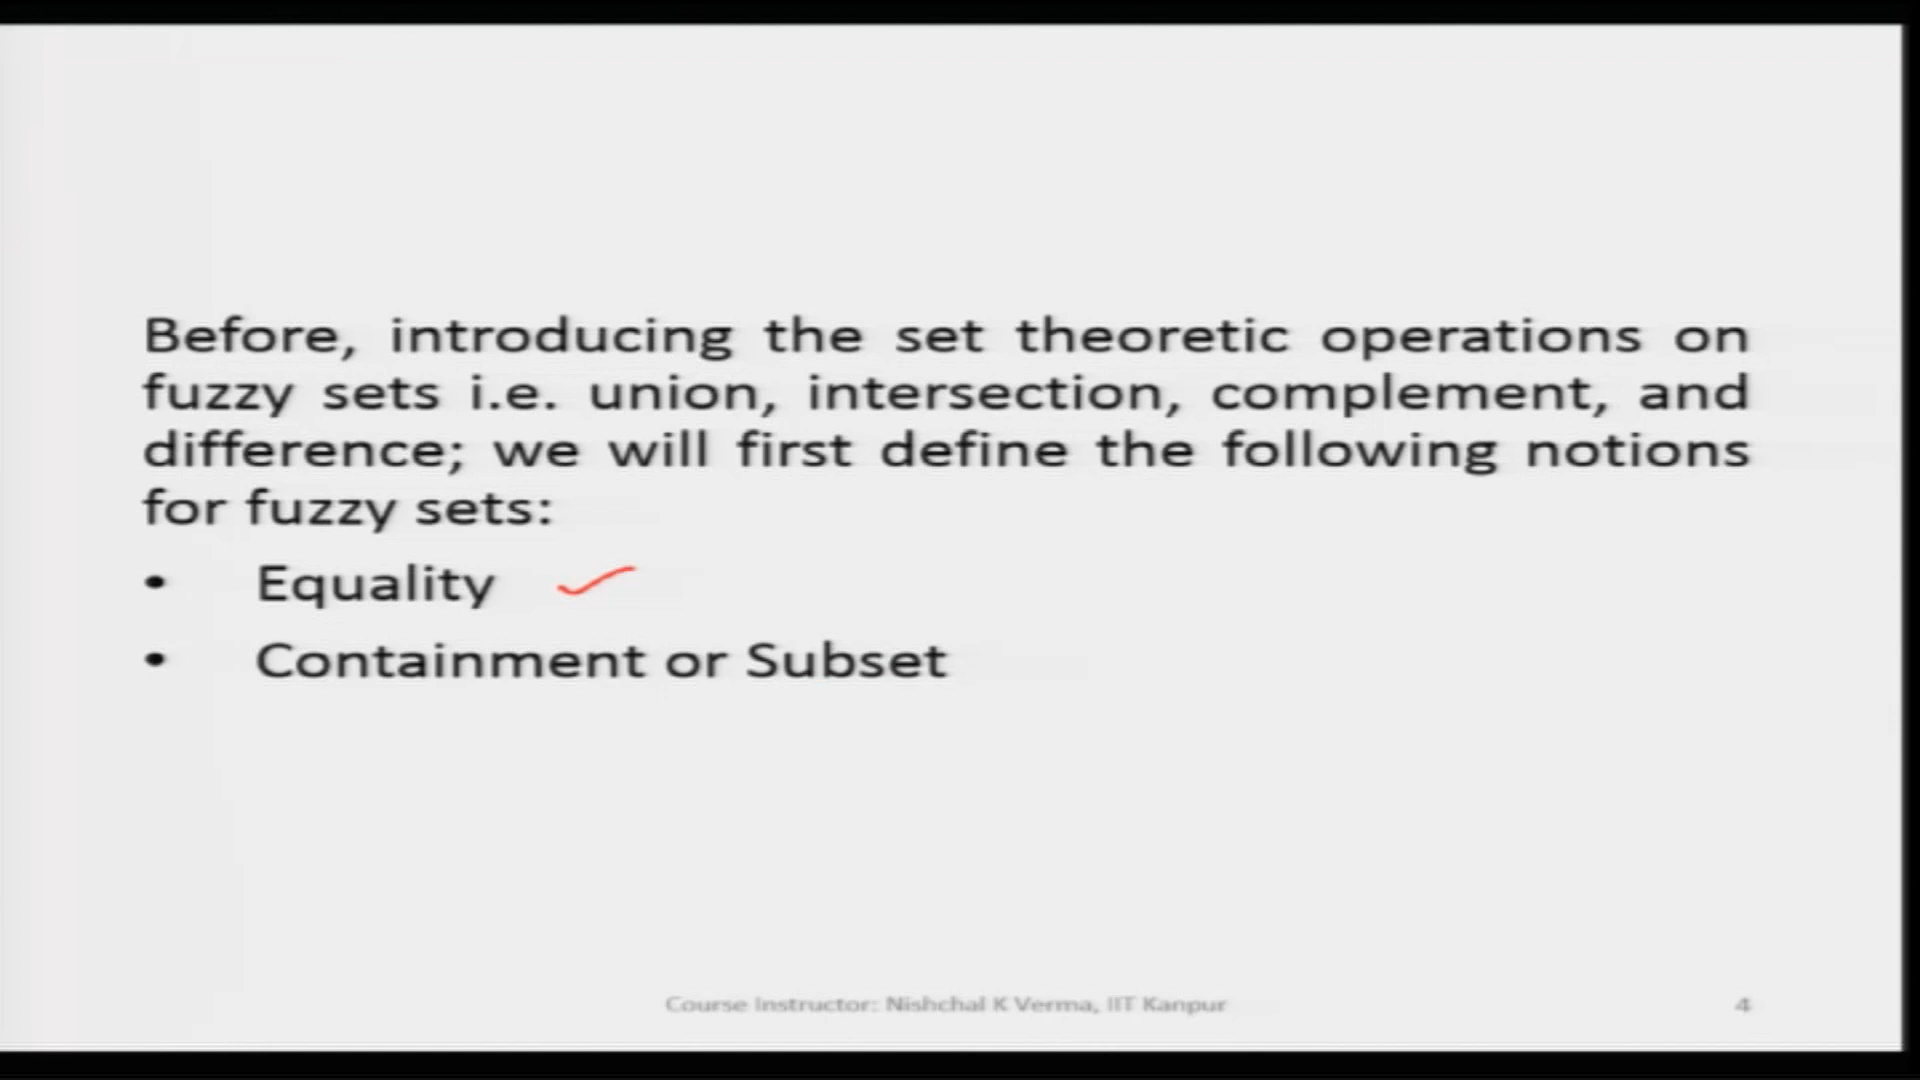 Before, introducing the set theoretic operations on
fuzzy sets i.e. union, intersection, complement, and
difference; we will first define the following notions
for fuzzy sets:
• Equality
• Containment or Subset
Course Instructor: Nishchal K Verma, IIT Kanpur 4